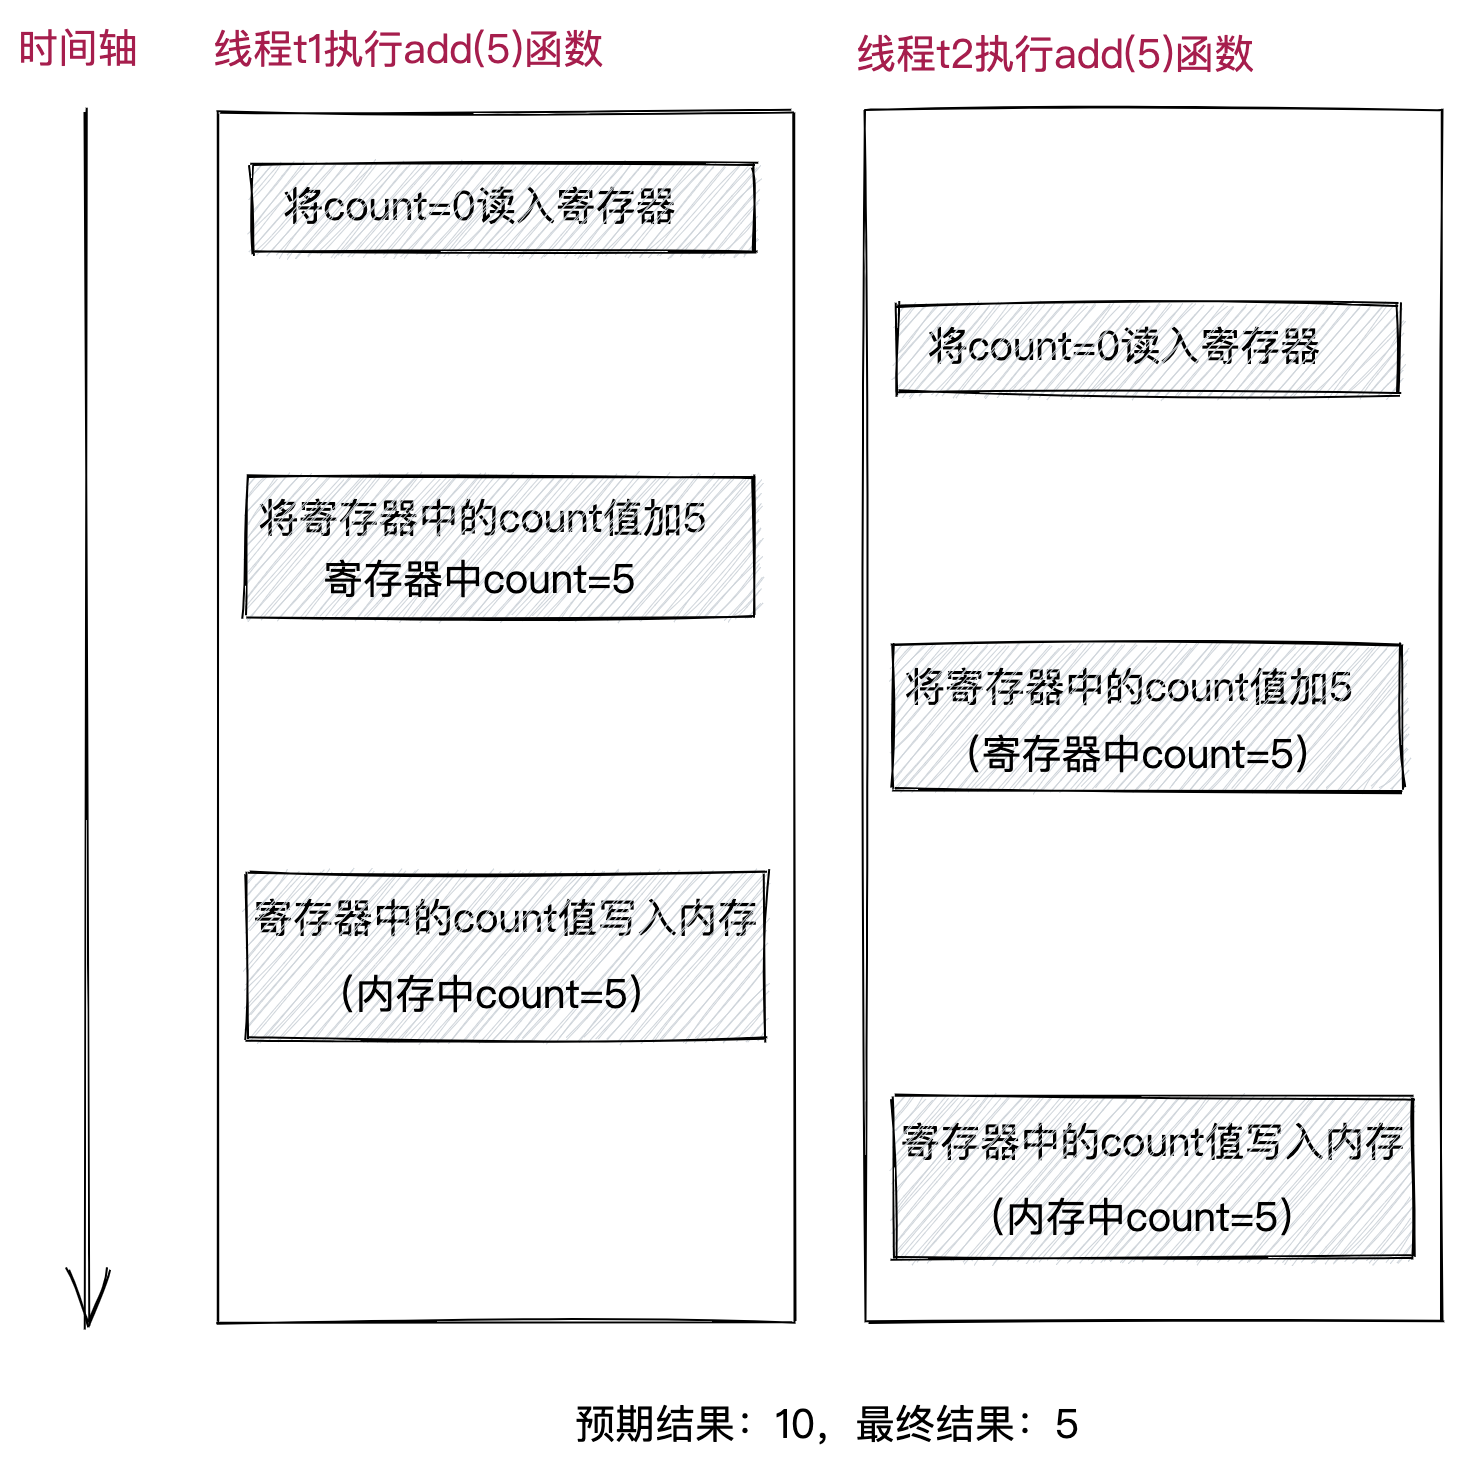 时间轴
线程t1执行add(5)函数
线程t2执行add(5)函数
将count=0读入寄存器
将count=0读入寄存器
将寄存器中的count值加5
寄存器中count=5
将寄存器中的count值加5
（寄存器中count=5）
寄存器中的count值写入内存
（内存中count=5）
寄存器中的count值写入内存
（内存中count=5）
预期结果：10，最终结果：5